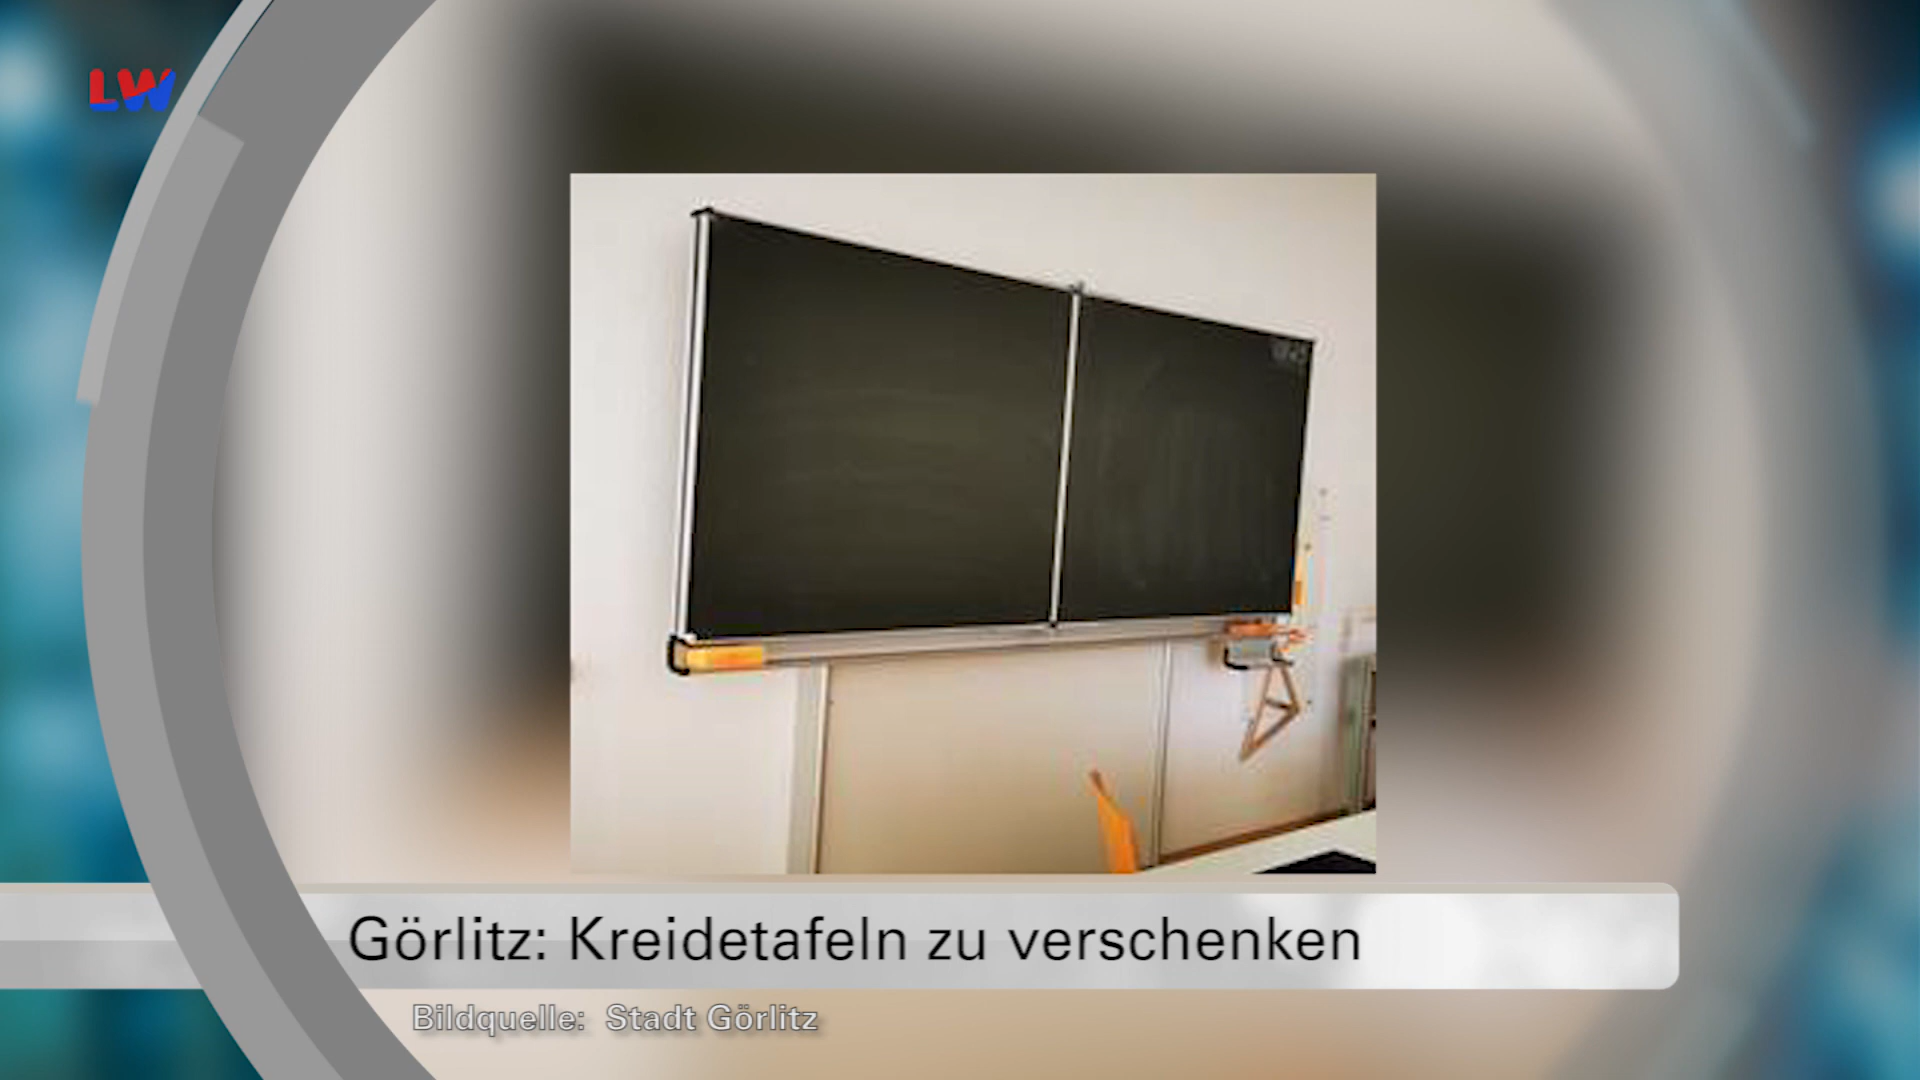 LW
Görlitz: Kreidetafeln zu verschenken
Bildquelle: Stadt Görlitz